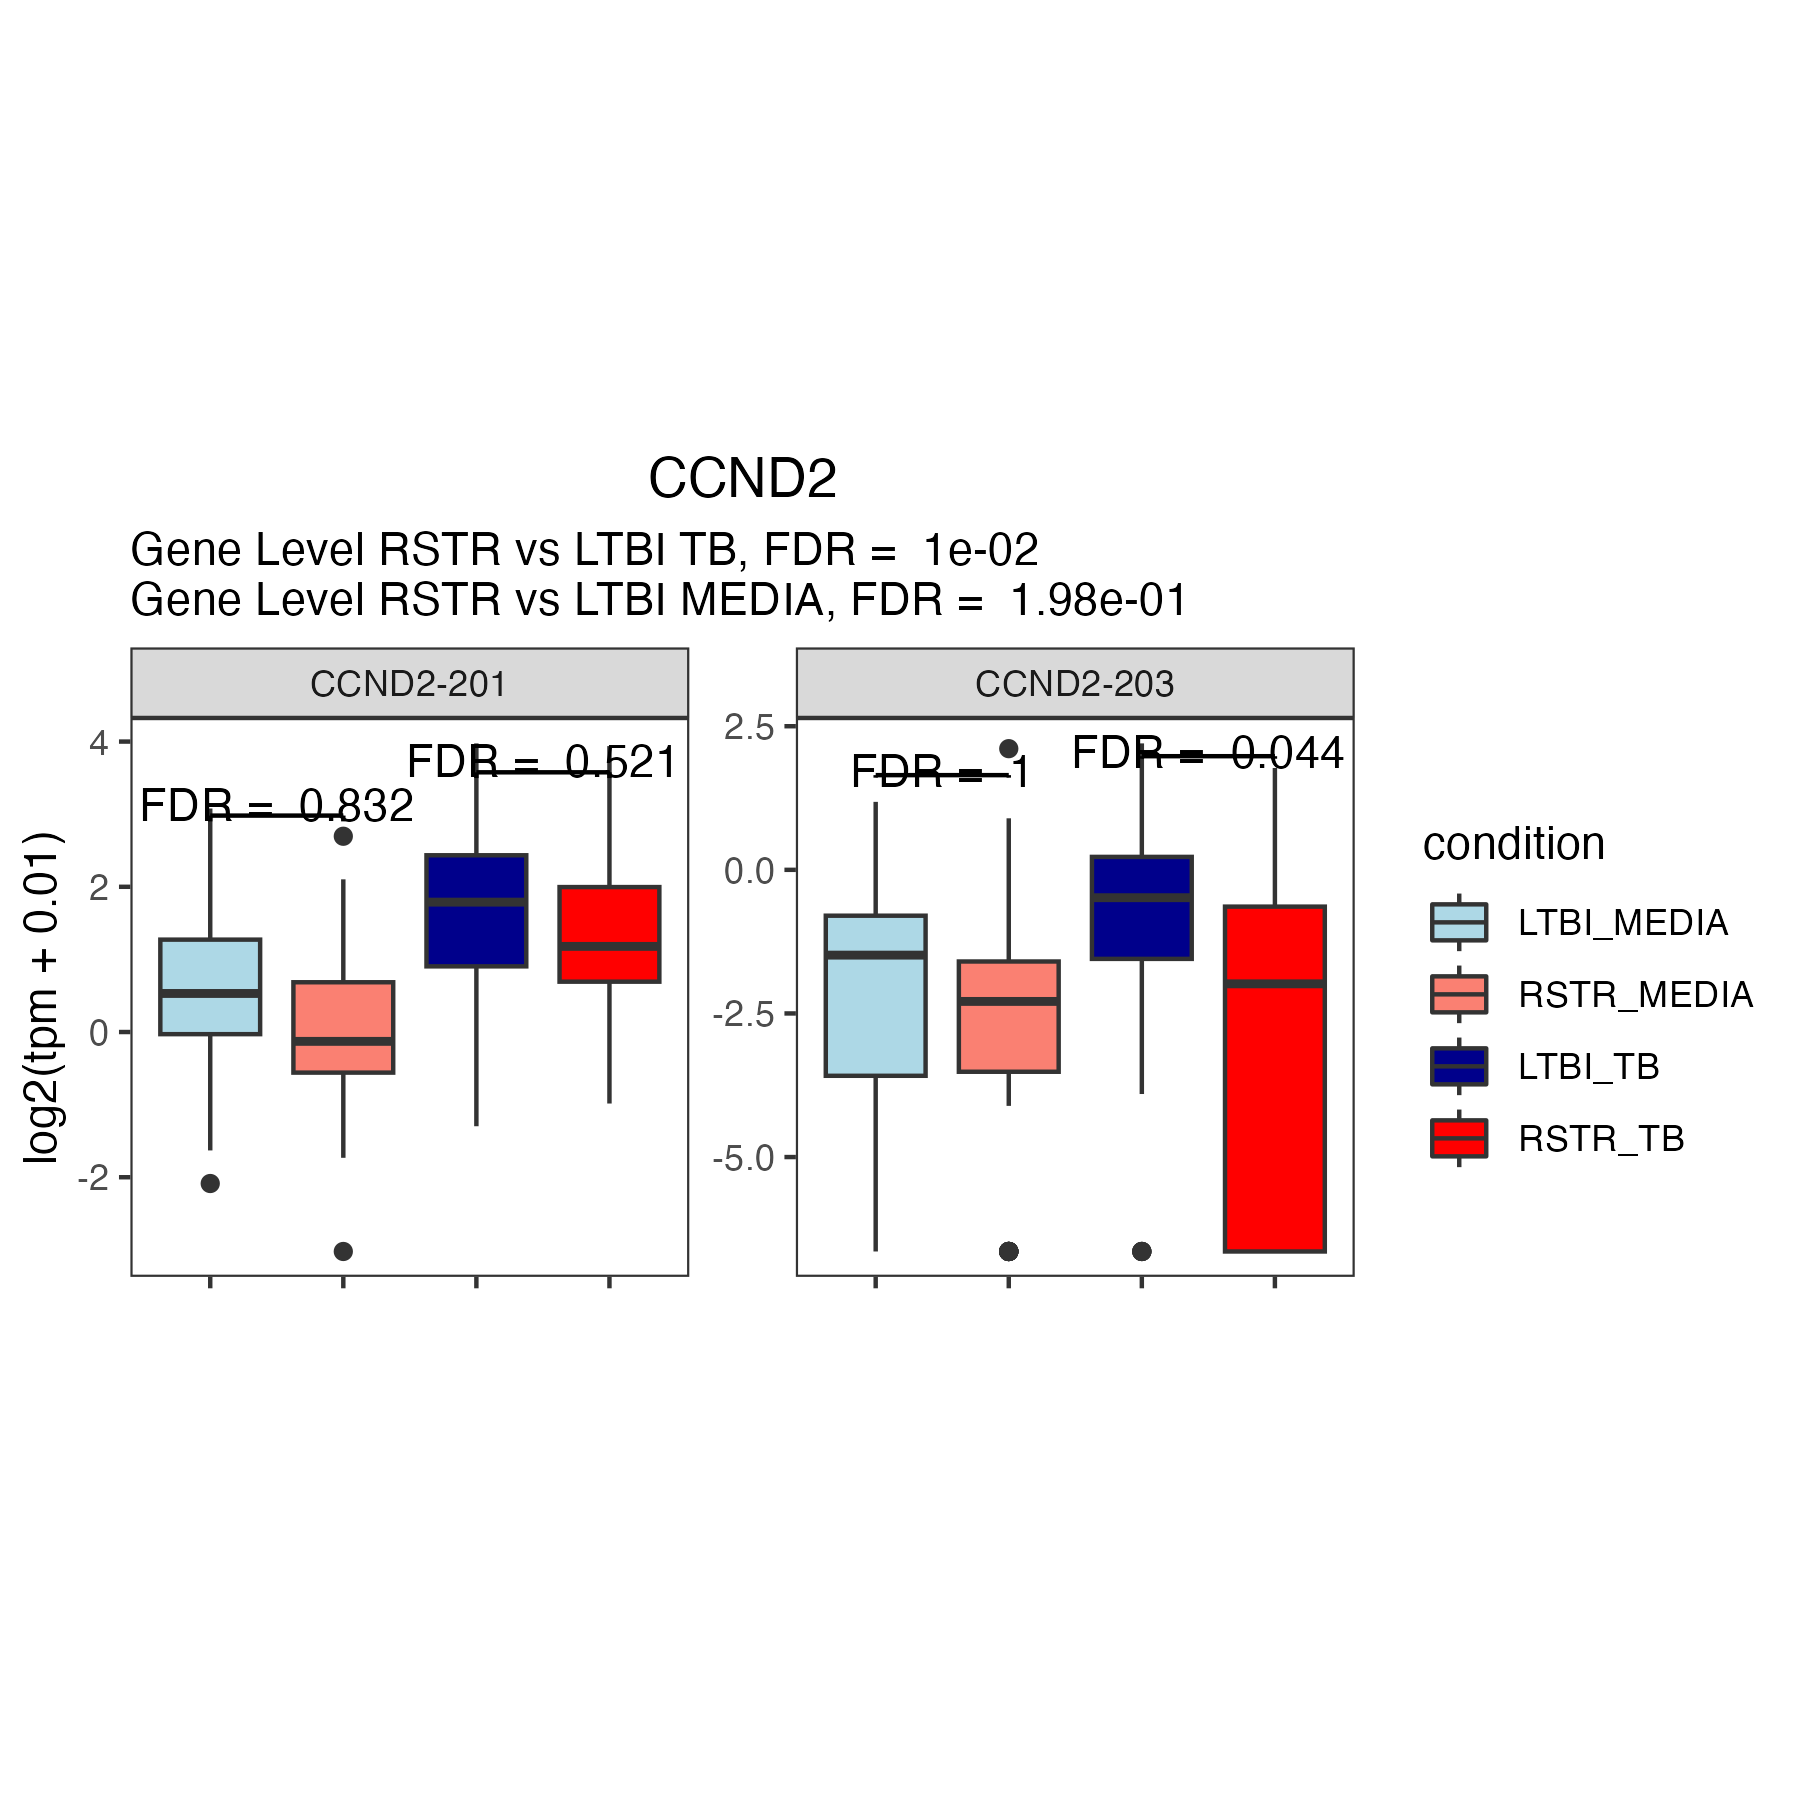 CCND2
Gene Level RSTR vs LTBI TB, FDR =  1e-02
Gene Level RSTR vs LTBI MEDIA, FDR =  1.98e-01
CCND2-201
CCND2-203
log2(tpm + 0.01)
4
2
0
-2
FDR =  0.832
FDR =  0.521
2.5
0.0
-2.5
-5.0
FDR =  1
FDR =  0.044
condition
LTBI_MEDIA
RSTR_MEDIA
LTBI_TB
RSTR_TB